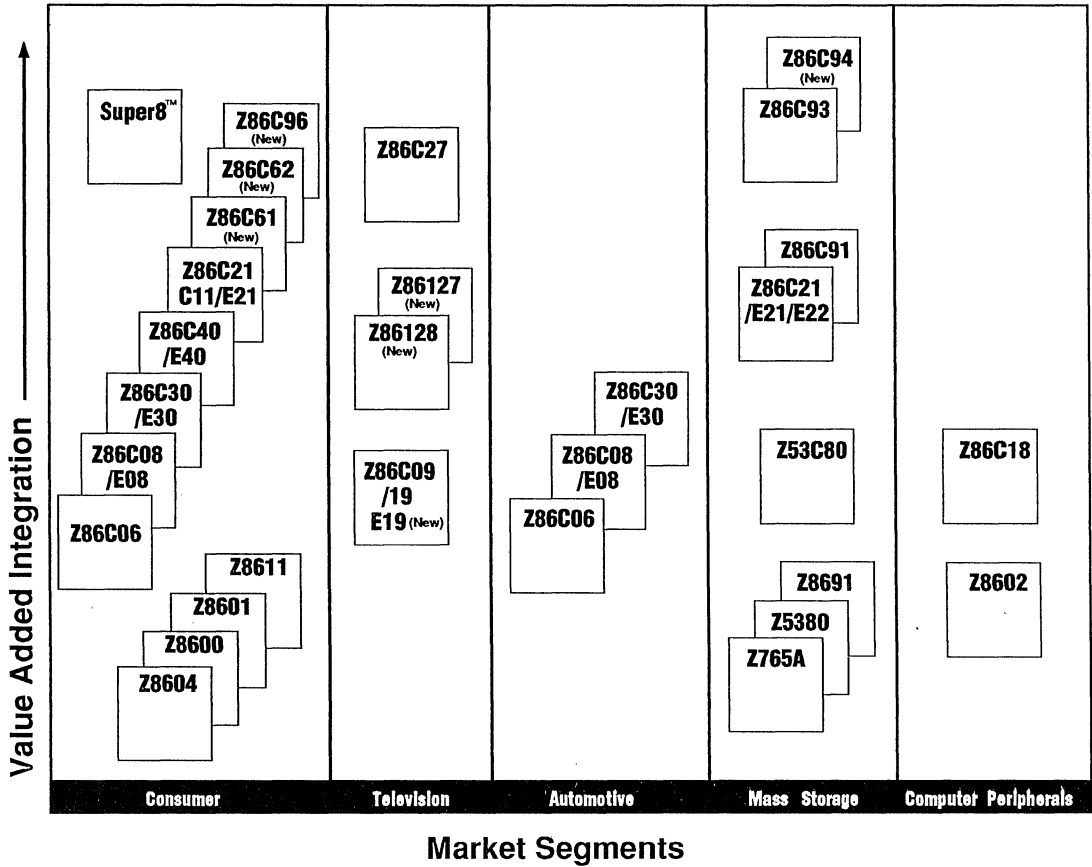 Value Added Integration
Super8™
Z86C96
(New)
Z86C62
(New)
Z86C61
(New)
Z86C21
C11/E21
Z86C40
/E40
Z86C30
/E30
Z86C08
/E08
Z86C06
Z8611
Z8601
Z8600
Z8604
Consumer
Z86C27
Z86127
(New)
Z86128
(New)
Z86C09
/19
E19 (New)
Television
Z86C30
/E30
Z86C08
/E08
Z86C06
Automotive
Z86C94
(New)
Z86C93
Z86C91
Z86C21
/E21/E22
Z53C80
Z8691
Z5380
Z765A
Mass Storage
Z86C18
Z8602
Computer Peripherals
Market Segments